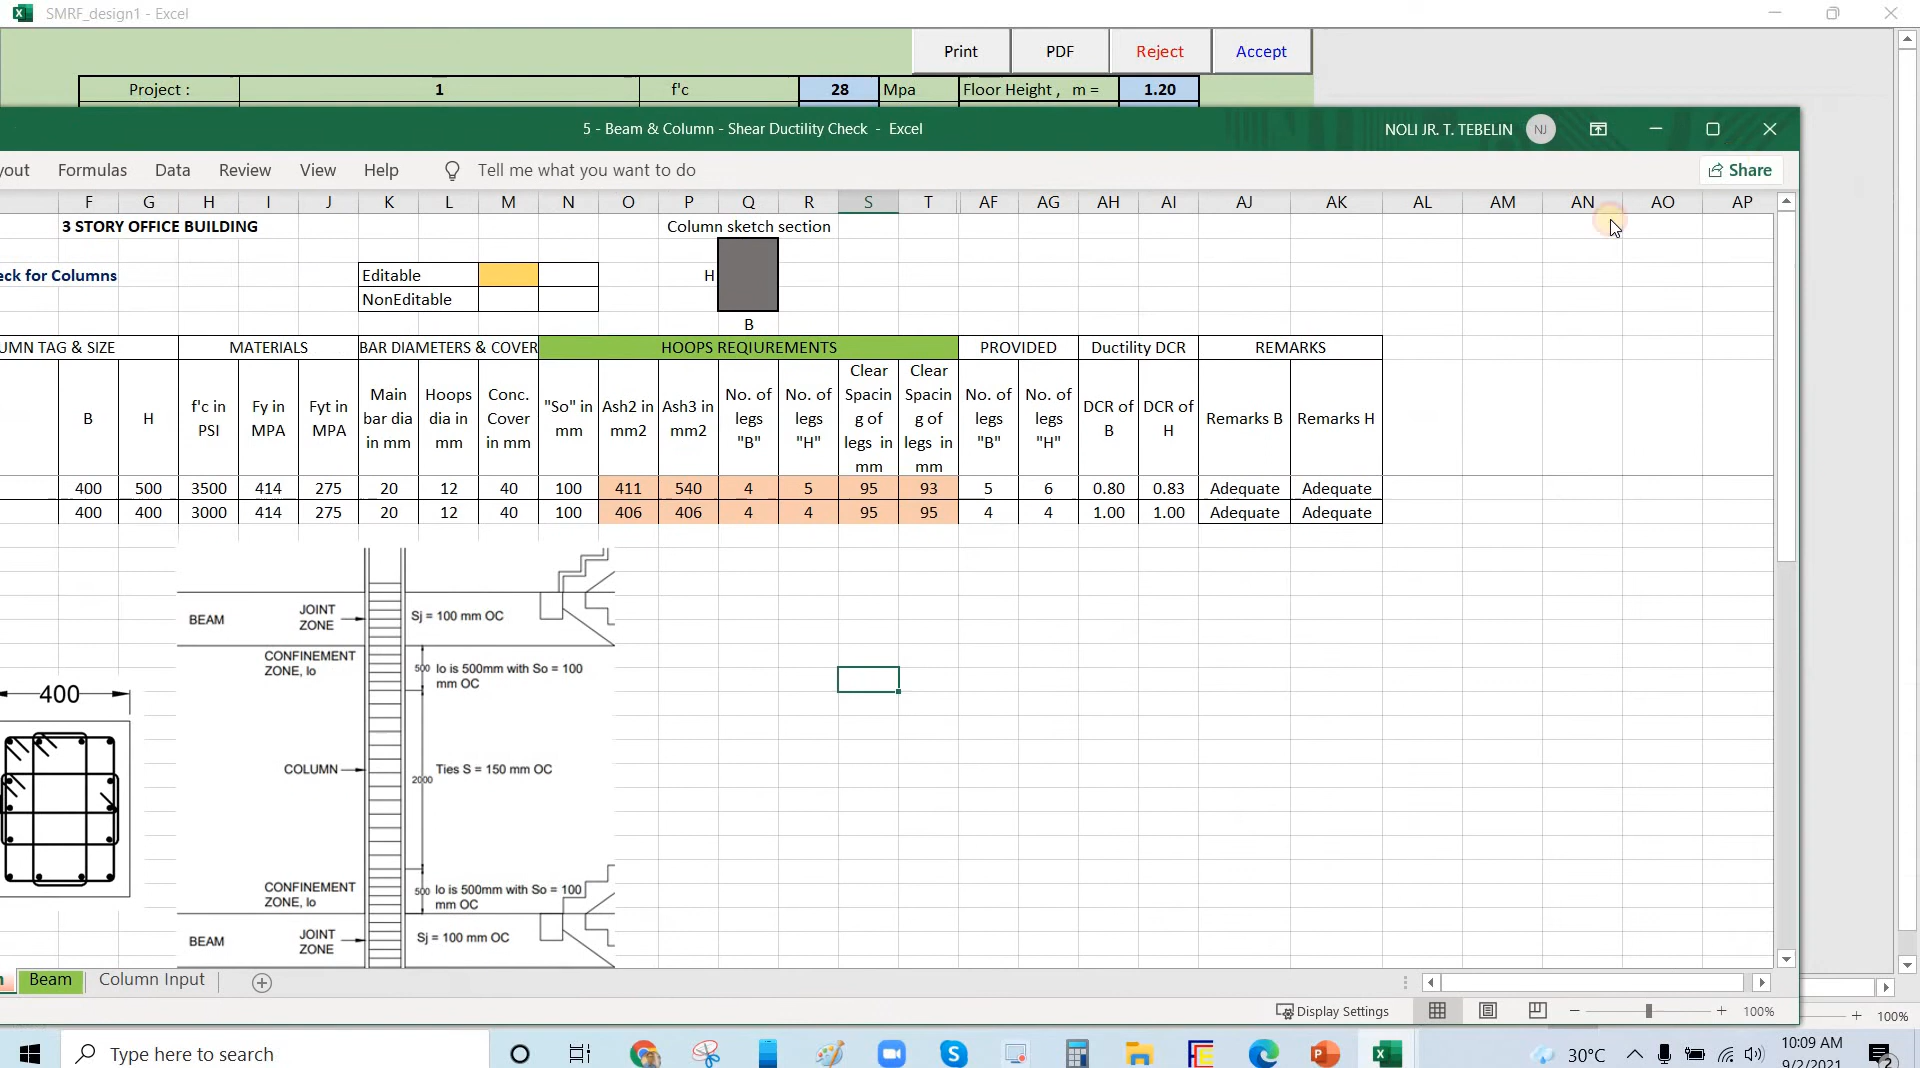 SMRF_design1 - Excel
Print PDF Reject Accept
Project : 1 f'c 28 Mpa Floor Height , m = 1.20
5 - Beam & Column - Shear Ductility Check - Excel NOLI JR. T. TEBELIN NJ
yout Formulas Data Review View Help Tell me what you want to do Share
F G H I J K L M N O P Q R S T AF AG AH AI AJ AK AL AM AN AO AP
3 STORY OFFICE BUILDING Column sketch section
eck for Columns Editable H
NonEditable
B
UMN TAG & SIZE MATERIALS BAR DIAMETERS & COVER HOOPS REQIUREMENTS PROVIDED Ductility DCR REMARKS
B H f'c in PSI Fy in MPA Fyt in MPA Main bar dia in mm Hoops dia in mm Conc. Cover in mm "So" in mm Ash2 in mm2 Ash3 in mm2 No. of legs "B" No. of legs "H" Clear Spacin g of legs in mm Clear Spacin g of legs in mm No. of legs "B" No. of legs "H" DCR of B DCR of H Remarks B Remarks H
400 500 3500 414 275 20 12 40 100 411 540 4 5 95 93 5 6 0.80 0.83 Adequate Adequate
400 400 3000 414 275 20 12 40 100 406 406 4 4 95 95 4 4 1.00 1.00 Adequate Adequate
BEAM JOINT ZONE Sj = 100 mm OC
CONFINEMENT ZONE, lo 500 lo is 500mm with So = 100 mm OC
400
COLUMN 2000 Ties S = 150 mm OC
CONFINEMENT ZONE, lo 500 lo is 500mm with So = 100 mm OC
BEAM JOINT ZONE Sj = 100 mm OC
n Beam Column Input
Display Settings 100%
100%
Type here to search 30°C 10:09 AM
9/2/2021 2